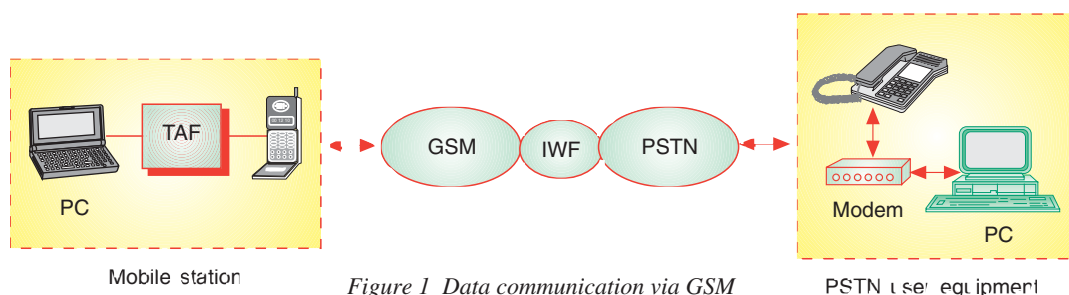 TAF
PC
Mobile station
GSM
IWF
PSTN
Modem
PC
PSTN user equipment
Figure 1 Data communication via GSM